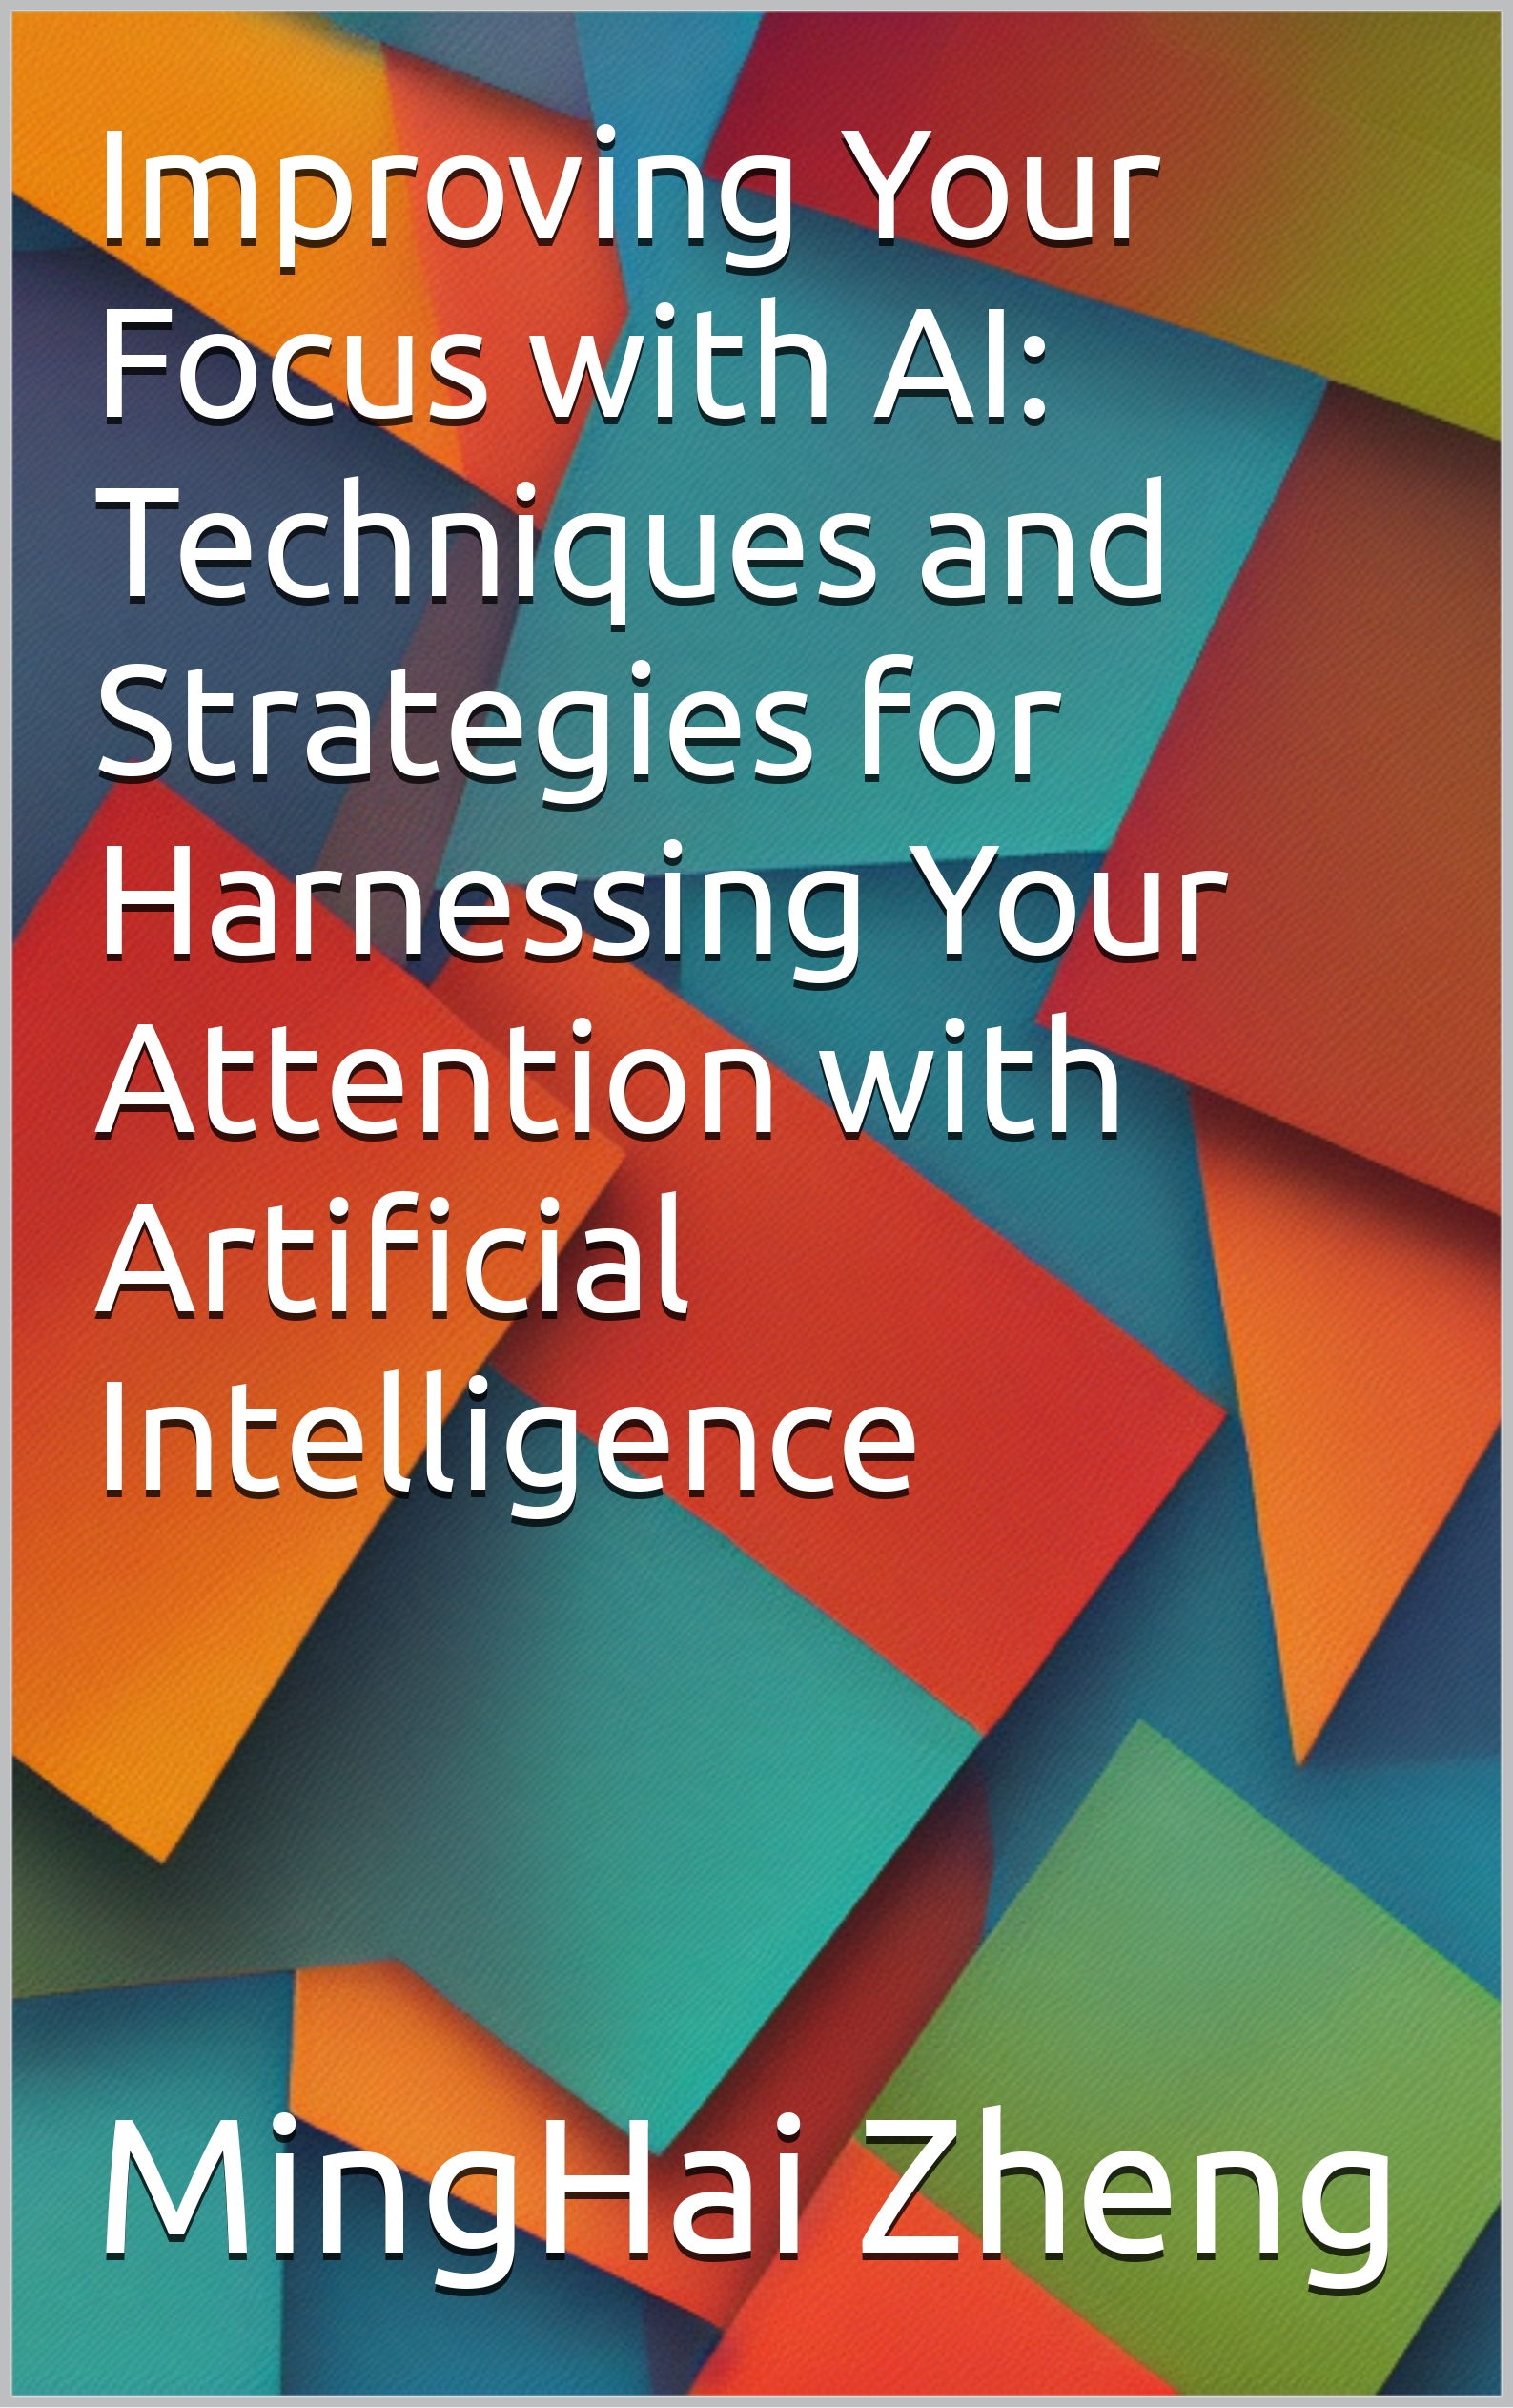 Improving Your
Focus with AI:
Techniques and
Strategies for
Harnessing Your
Attention with
Artificial
Intelligence
MingHai Zheng